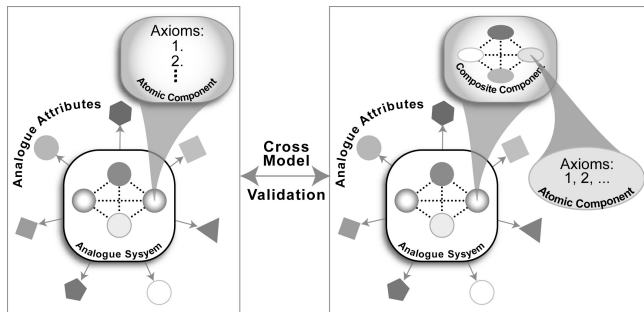 Axioms:
1.
2.
Atomic Component
Analogue Attributes
Analogue Sysyem
Cross
Model
Validation
Composite Component
Analogue Attributes
Axioms:
1, 2, ...
Atomic Component
Analogue Sysyem